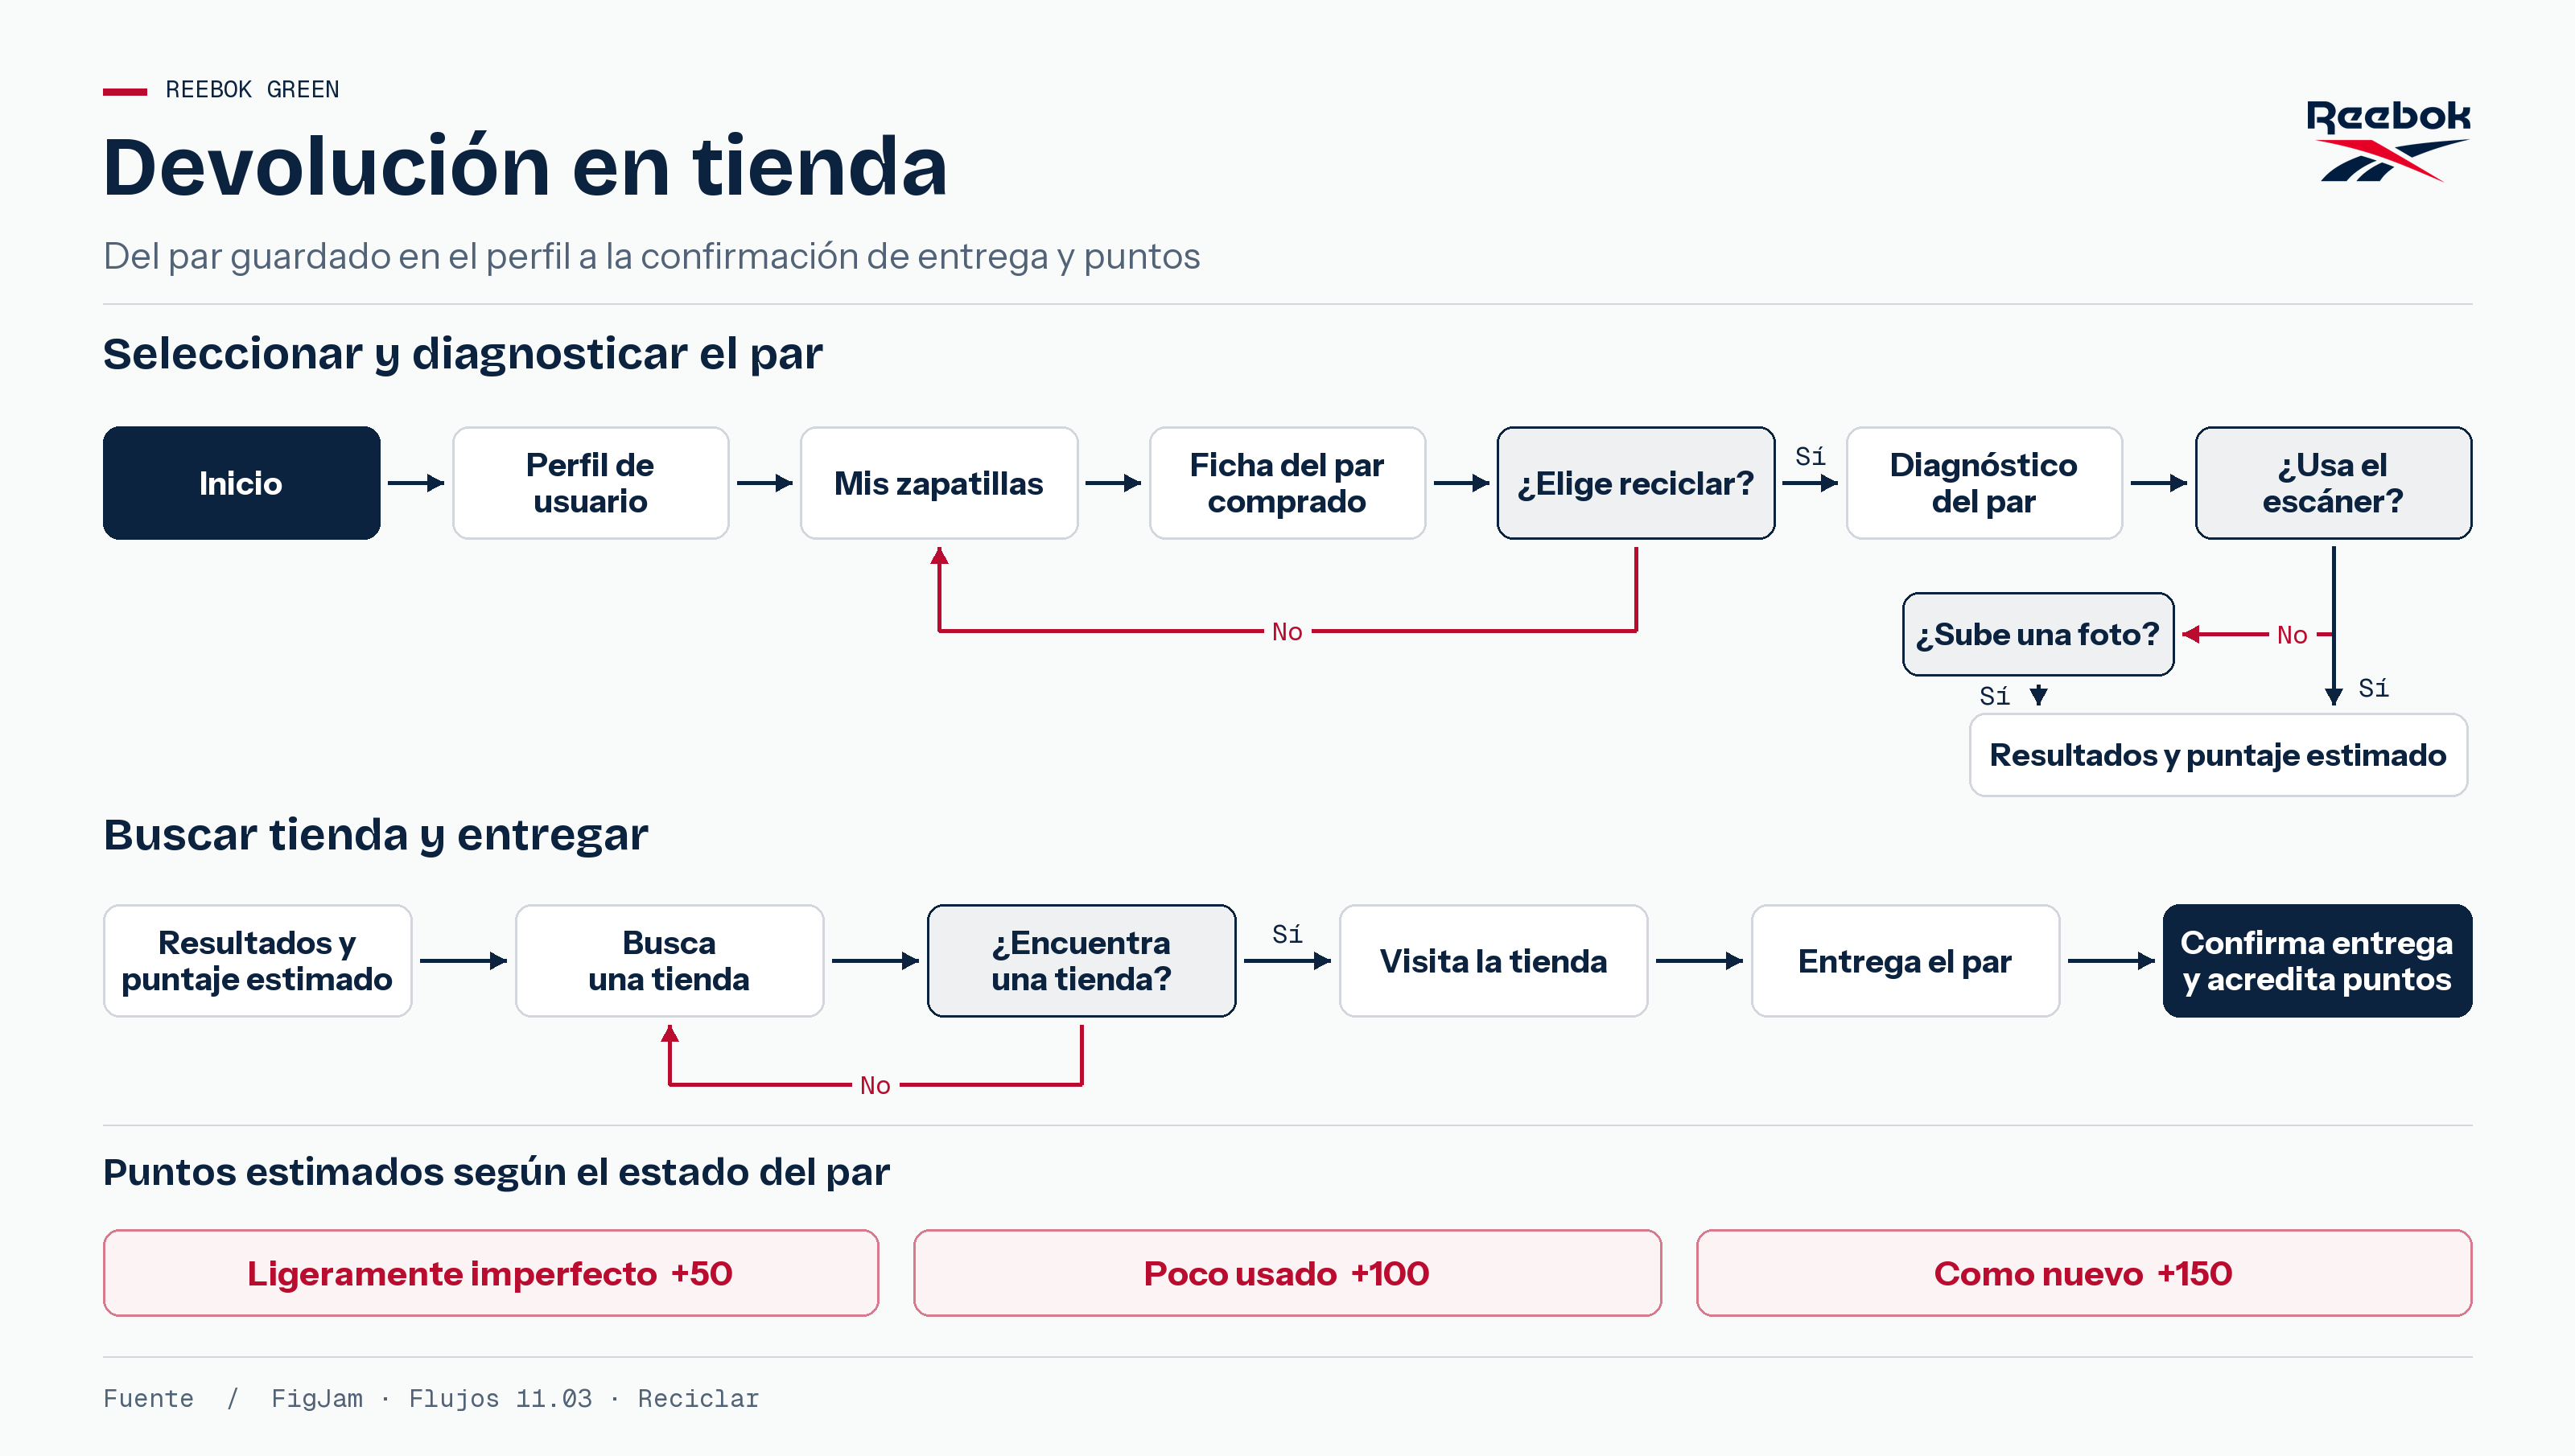 REEBOK GREEN
Reebok
Devolución en tienda
Del par guardado en el perfil a la confirmación de entrega y puntos
Seleccionar y diagnosticar el par
Inicio
Perfil de
usuario
Mis zapatillas
Ficha del par
comprado
¿Elige reciclar?
Sí
Diagnóstico
del par
¿Usa el
escáner?
No
¿Sube una foto?
No
Sí
Sí
Resultados y puntaje estimado
Buscar tienda y entregar
Resultados y
puntaje estimado
Busca
una tienda
¿Encuentra
una tienda?
Sí
Visita la tienda
Entrega el par
Confirma entrega
y acredita puntos
No
Puntos estimados según el estado del par
Ligeramente imperfecto +50
Poco usado +100
Como nuevo +150
Fuente / FigJam · Flujos 11.03 · Reciclar